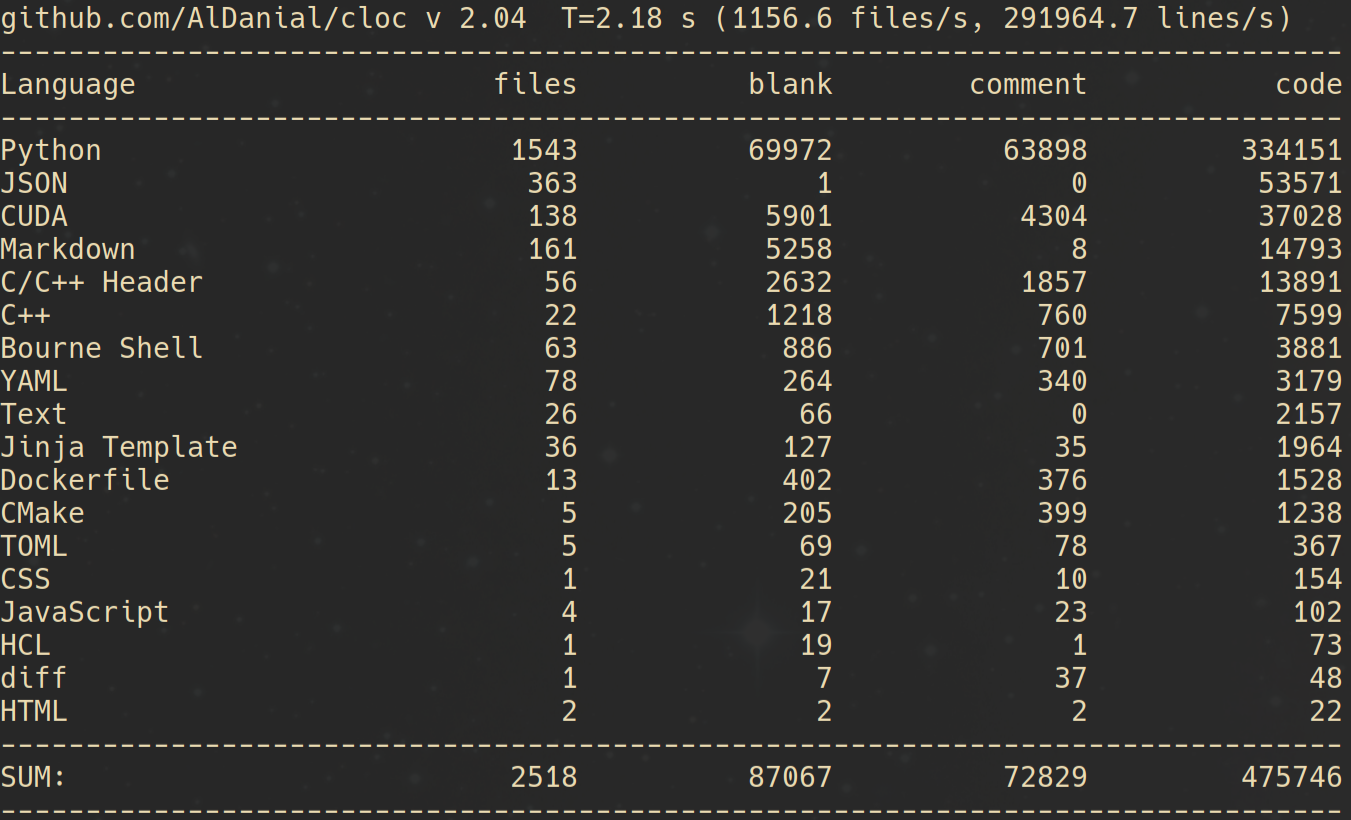 github.com/AlDanial/cloc v 2.04  T=2.18 s (1156.6 files/s, 291964.7 lines/s)
-------------------------------------------------------------------------------
Language                     files          blank        comment           code
-------------------------------------------------------------------------------
Python                        1543          69972          63898         334151
JSON                           363              1              0          53571
CUDA                           138           5901           4304          37028
Markdown                       161           5258              8          14793
C/C++ Header                    56           2632           1857          13891
C++                             22           1218            760           7599
Bourne Shell                    63            886            701           3881
YAML                            78            264            340           3179
Text                            26             66              0           2157
Jinja Template                  36            127             35           1964
Dockerfile                      13            402            376           1528
CMake                            5            205            399           1238
TOML                             5             69             78            367
CSS                              1             21             10            154
JavaScript                       4             17             23            102
HCL                              1             19              1             73
diff                             1              7             37             48
HTML                             2              2              2             22
-------------------------------------------------------------------------------
SUM:                          2518          87067          72829         475746
-------------------------------------------------------------------------------